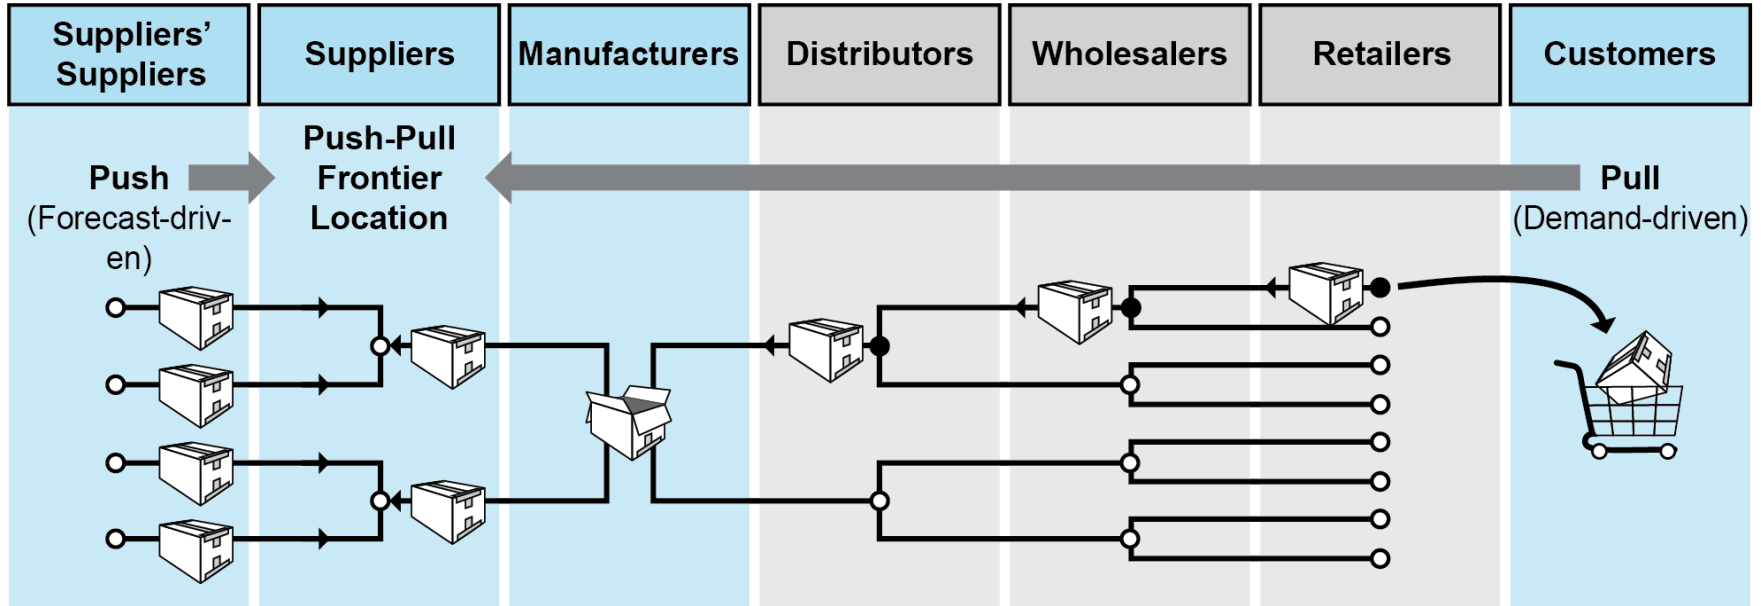 Suppliers’
Suppliers
Suppliers
Manufacturers
Distributors
Wholesalers
Retailers
Customers
Push
(Forecast-driv-
en)
Push-Pull
Frontier
Location
Pull
(Demand-driven)